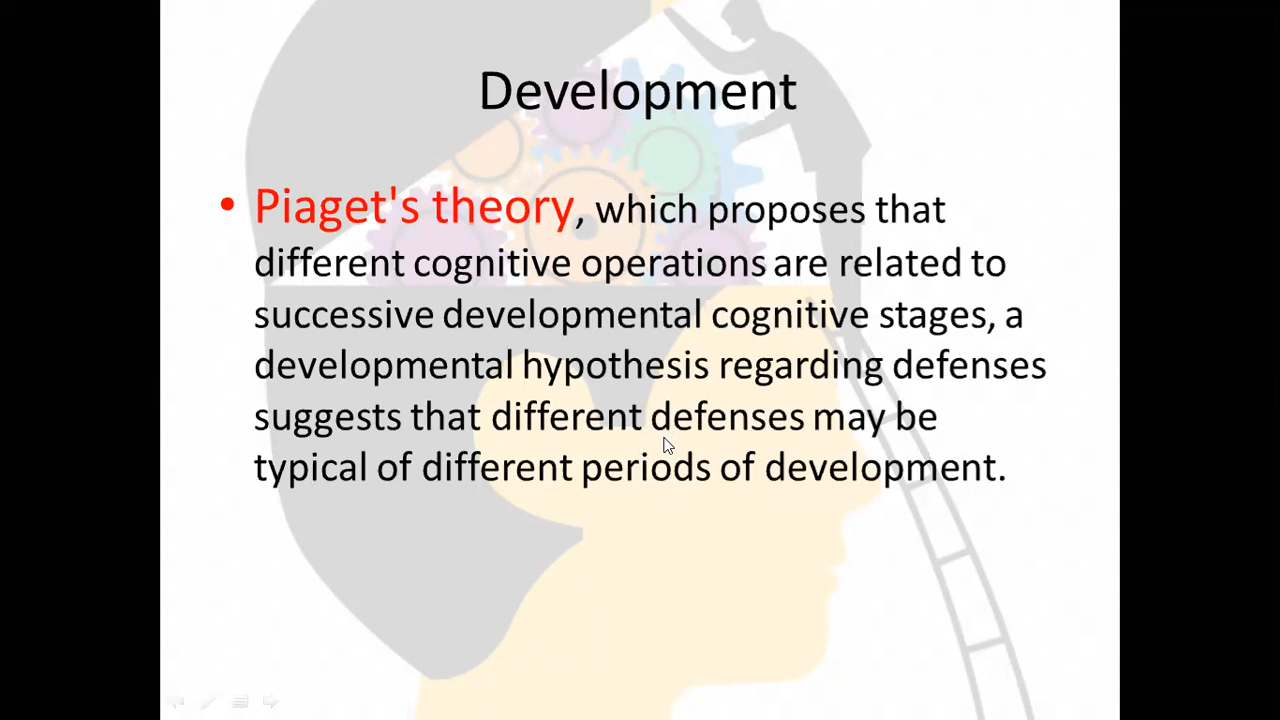 Development
• Piaget's theory, which proposes that
different cognitive operations are related to
successive developmental cognitive stages, a
developmental hypothesis regarding defenses
suggests that different defenses may be
typical of different periods of development.